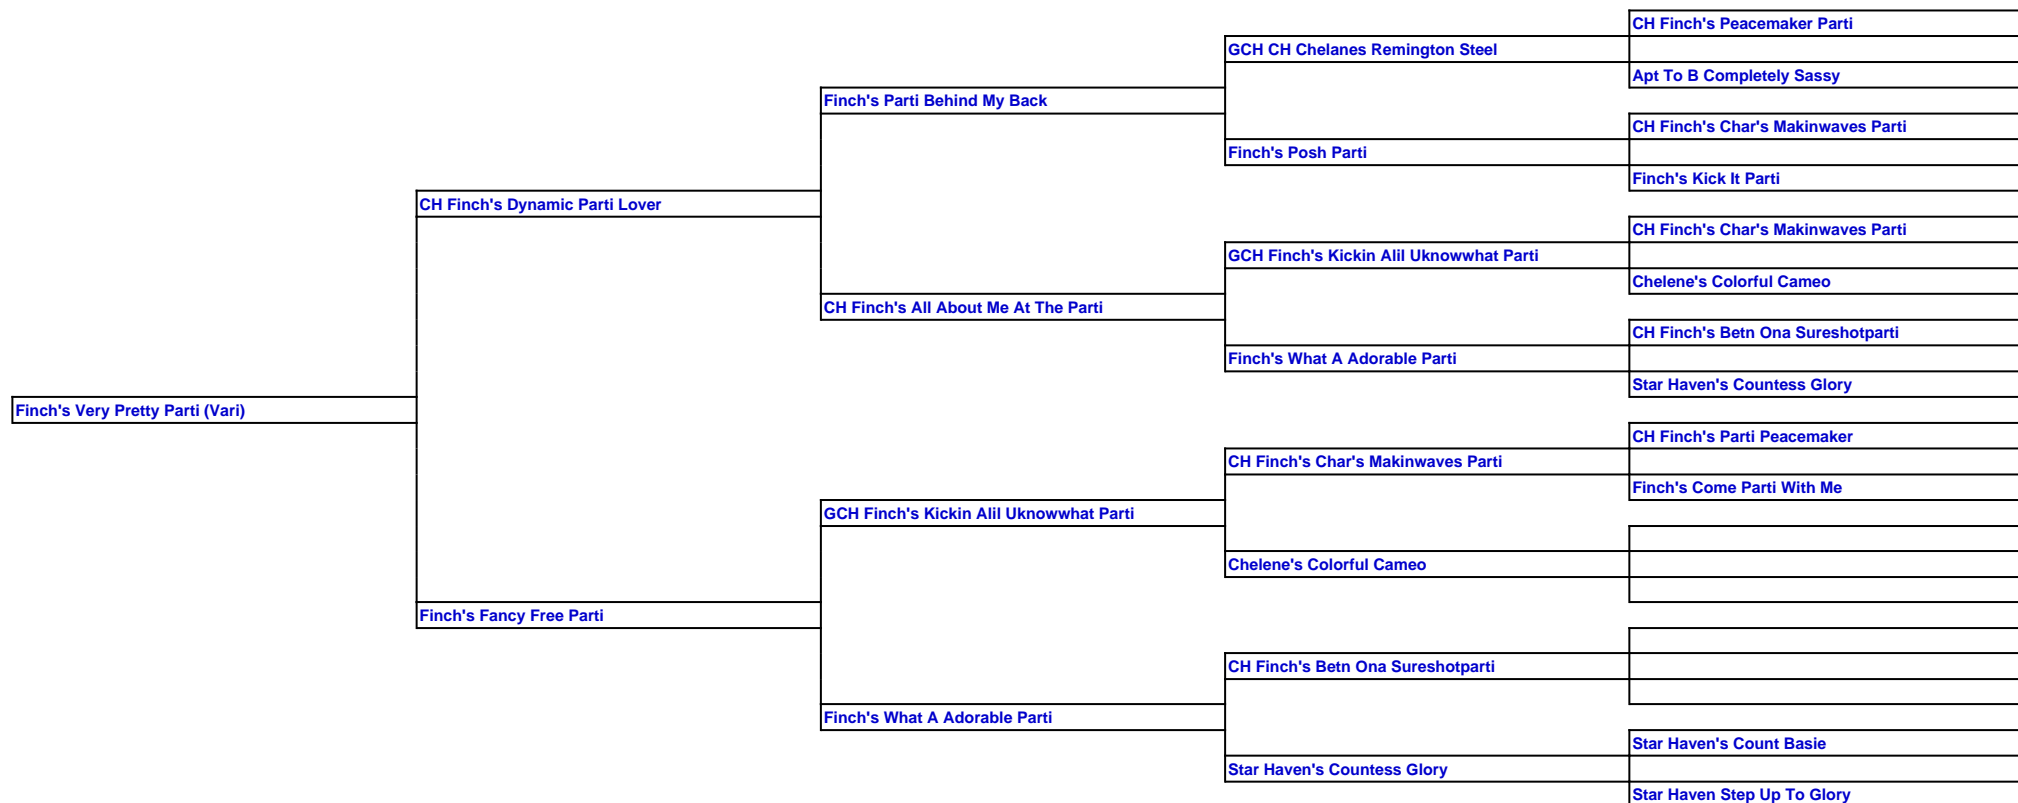 CH Finch's Peacemaker Parti
GCH CH Chelanes Remington Steel
Apt To B Completely Sassy
Finch's Parti Behind My Back
CH Finch's Char's Makinwaves Parti
Finch's Posh Parti
Finch's Kick It Parti
CH Finch's Dynamic Parti Lover
CH Finch's Char's Makinwaves Parti
GCH Finch's Kickin Alil Uknowwhat Parti
Chelene's Colorful Cameo
CH Finch's All About Me At The Parti
CH Finch's Betn Ona Sureshotparti
Finch's What A Adorable Parti
Star Haven's Countess Glory
Finch's Very Pretty Parti (Vari)
CH Finch's Parti Peacemaker
CH Finch's Char's Makinwaves Parti
Finch's Come Parti With Me
GCH Finch's Kickin Alil Uknowwhat Parti
Chelene's Colorful Cameo
Finch's Fancy Free Parti
CH Finch's Betn Ona Sureshotparti
Finch's What A Adorable Parti
Star Haven's Count Basie
Star Haven's Countess Glory
Star Haven Step Up To Glory